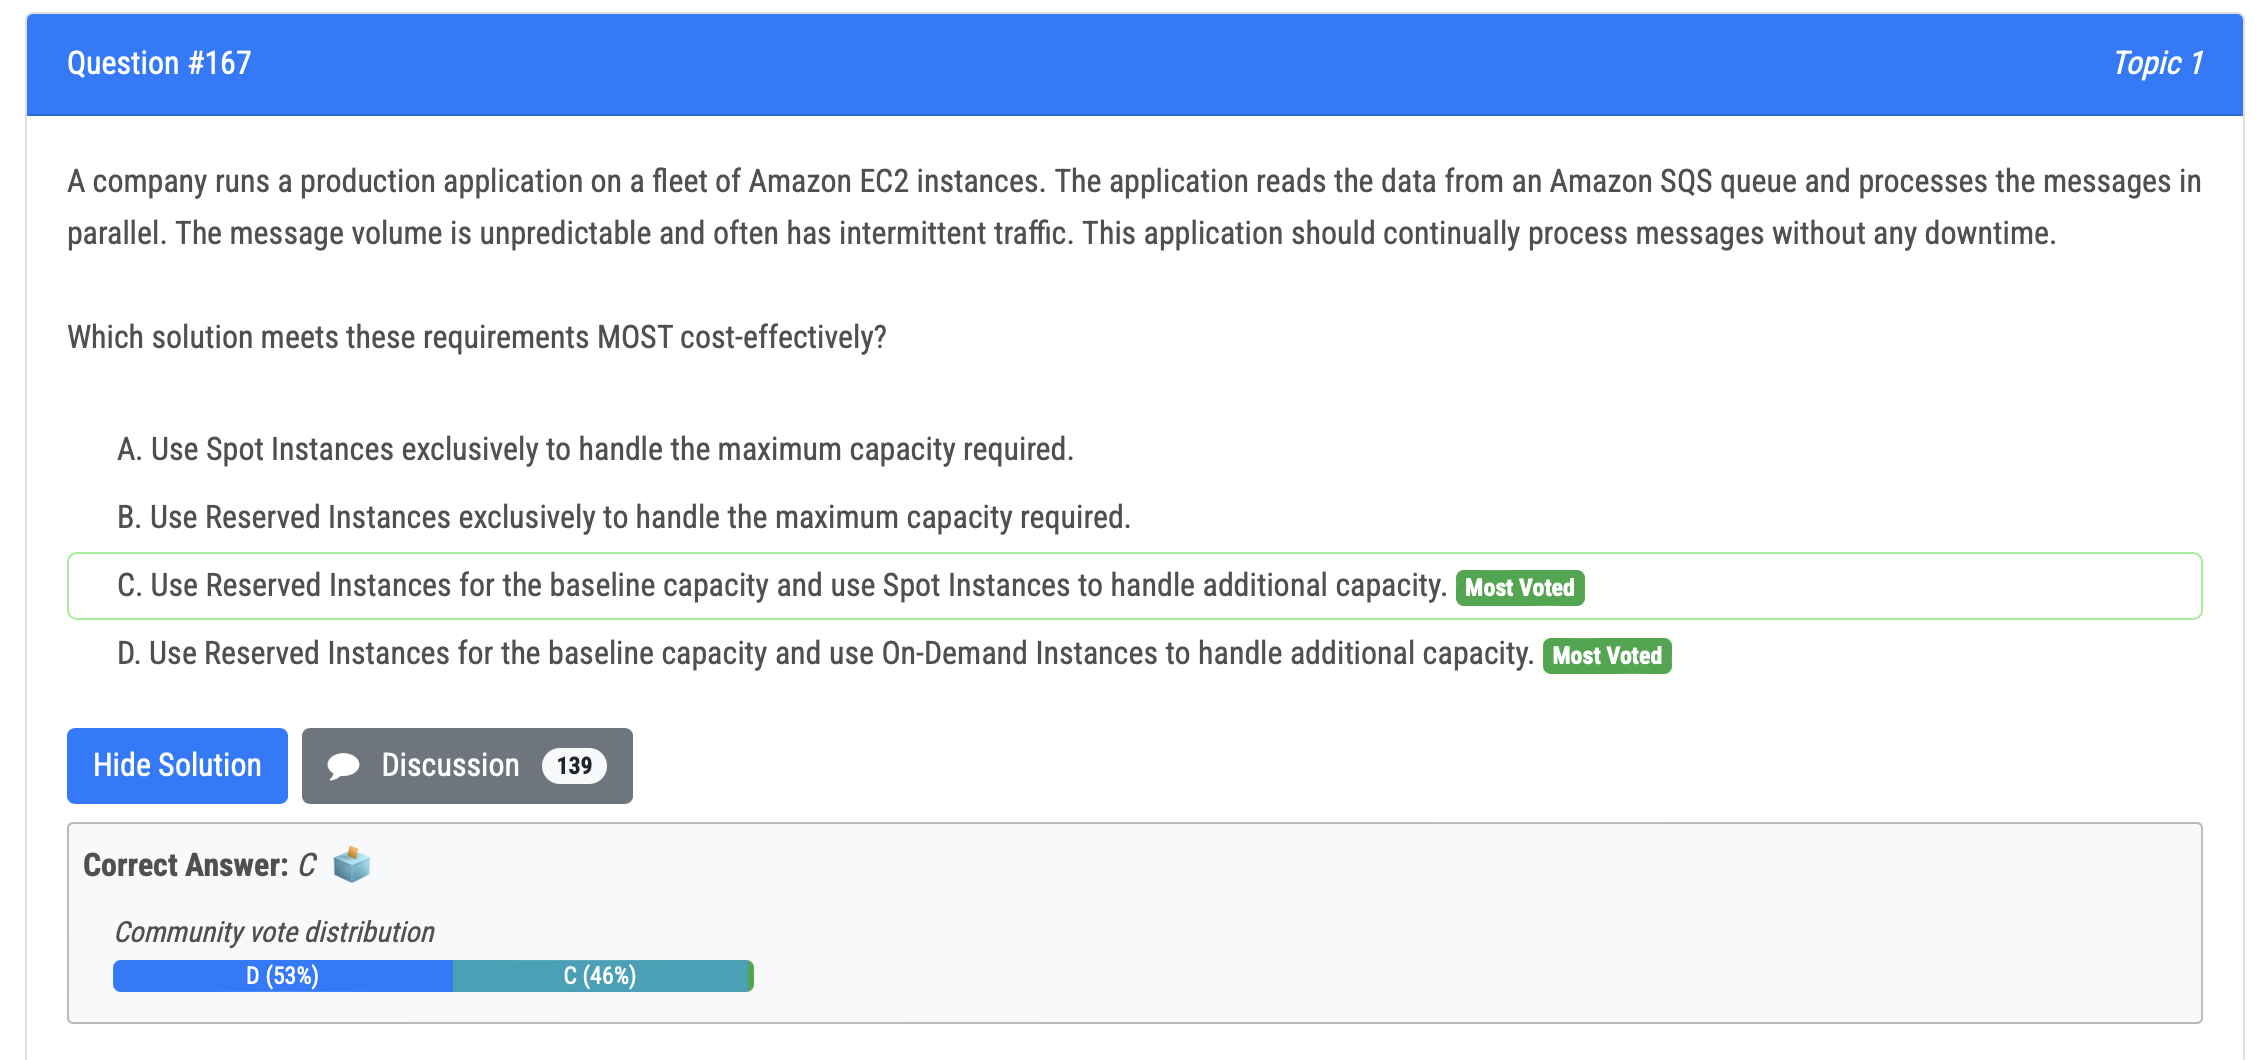 Question #167
Topic 1
A company runs a production application on a fleet of Amazon EC2 instances. The application reads the data from an Amazon SQS queue and processes the messages in
parallel. The message volume is unpredictable and often has intermittent traffic. This application should continually process messages without any downtime.
Which solution meets these requirements MOST cost-effectively?
A. Use Spot Instances exclusively to handle the maximum capacity required.
B. Use Reserved Instances exclusively to handle the maximum capacity required.
C. Use Reserved Instances for the baseline capacity and use Spot Instances to handle additional capacity. Most Voted
D. Use Reserved Instances for the baseline capacity and use On-Demand Instances to handle additional capacity. Most Voted
Hide Solution
Discussion 139
Correct Answer: C
Community vote distribution
D (53%) C (46%)